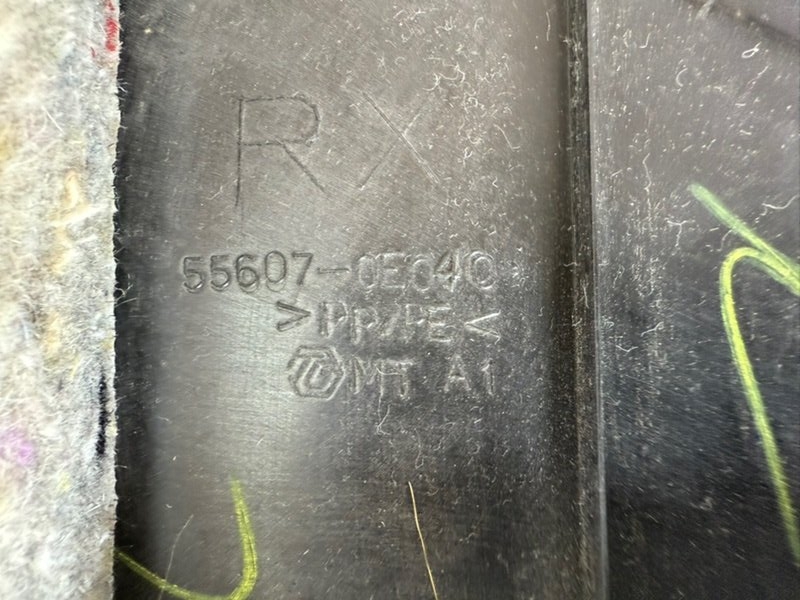 RX
55607-0E040
>PP/PE<
MT A1